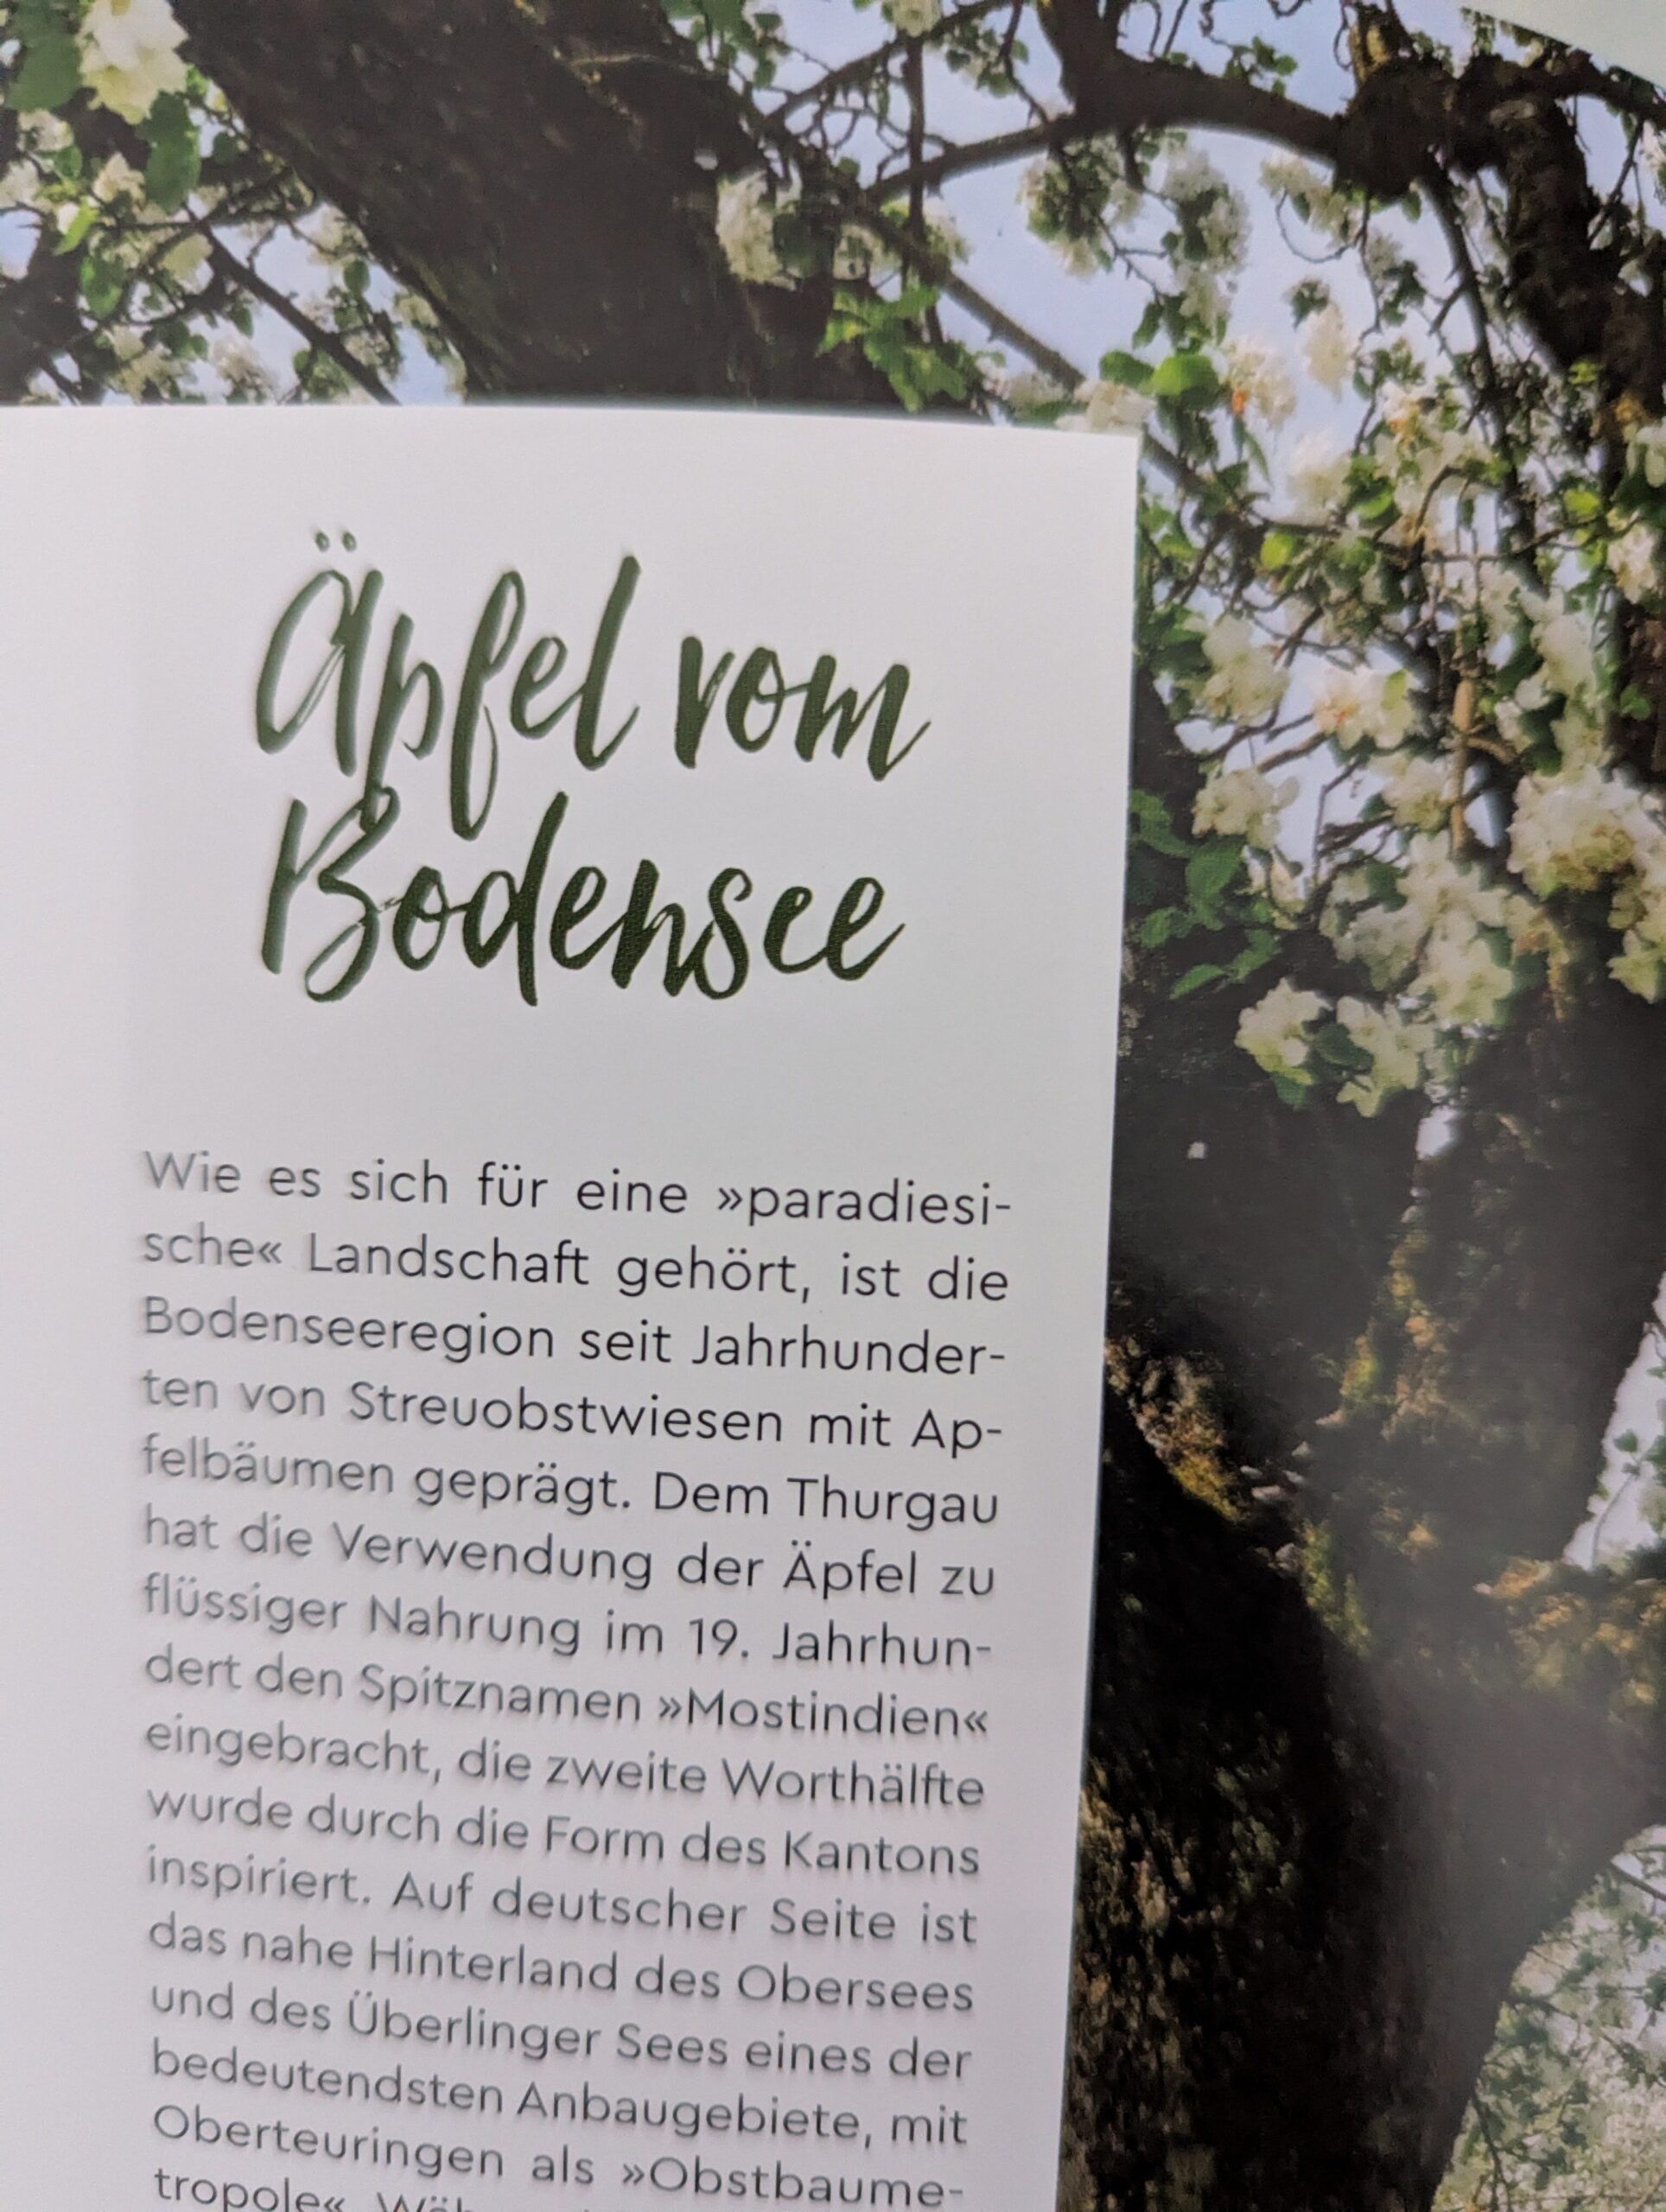 Äpfel vom
Bodensee
Wie es sich für eine »paradiesi-
sche« Landschaft gehört, ist die
Bodenseeregion seit Jahrhunder-
ten von Streuobstwiesen mit Ap-
felbäumen geprägt. Dem Thurgau
hat die Verwendung der Äpfel zu
flüssiger Nahrung im 19. Jahrhun-
dert den Spitznamen »Mostindien«
eingebracht, die zweite Worthälfte
wurde durch die Form des Kantons
inspiriert. Auf deutscher Seite ist
das nahe Hinterland des Obersees
und des Überlinger Sees eines der
bedeutendsten Anbaugebiete, mit
Oberteuringen als »Obstbaume-
tropole«.